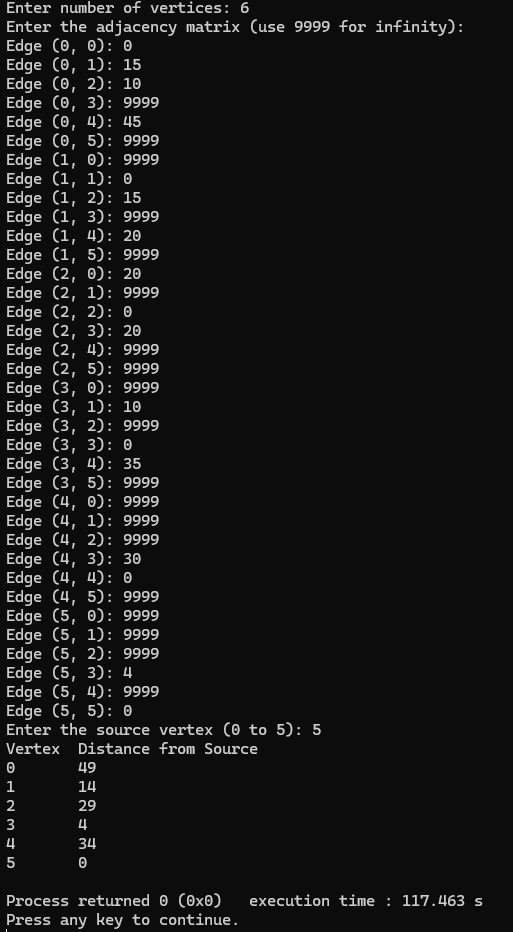 Enter number of vertices: 6
Enter the adjacency matrix (use 9999 for infinity):
Edge (0, 0): 0
Edge (0, 1): 15
Edge (0, 2): 10
Edge (0, 3): 9999
Edge (0, 4): 45
Edge (0, 5): 9999
Edge (1, 0): 9999
Edge (1, 1): 0
Edge (1, 2): 15
Edge (1, 3): 9999
Edge (1, 4): 20
Edge (1, 5): 9999
Edge (2, 0): 20
Edge (2, 1): 9999
Edge (2, 2): 0
Edge (2, 3): 20
Edge (2, 4): 9999
Edge (2, 5): 9999
Edge (3, 0): 9999
Edge (3, 1): 10
Edge (3, 2): 9999
Edge (3, 3): 0
Edge (3, 4): 35
Edge (3, 5): 9999
Edge (4, 0): 9999
Edge (4, 1): 9999
Edge (4, 2): 9999
Edge (4, 3): 30
Edge (4, 4): 0
Edge (4, 5): 9999
Edge (5, 0): 9999
Edge (5, 1): 9999
Edge (5, 2): 9999
Edge (5, 3): 4
Edge (5, 4): 9999
Edge (5, 5): 0
Enter the source vertex (0 to 5): 5
Vertex  Distance from Source
0       49
1       14
2       29
3       4
4       34
5       0

Process returned 0 (0x0)   execution time : 117.463 s
Press any key to continue.